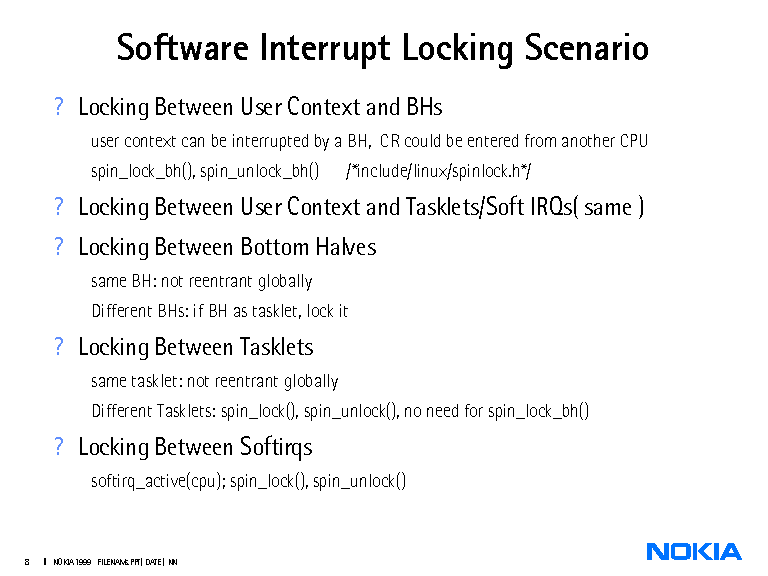 Software Interrupt Locking Scenario
? Locking Between User Context and BHs
user context can be interrupted by a BH, CR could be entered from another CPU
spin_lock_bh(), spin_unlock_bh() /*include/linux/spinlock.h*/
? Locking Between User Context and Tasklets/Soft IRQs( same )
? Locking Between Bottom Halves
same BH: not reentrant globally
Different BHs: if BH as tasklet, lock it
? Locking Between Tasklets
same tasklet: not reentrant globally
Different Tasklets: spin_lock(), spin_unlock(), no need for spin_lock_bh()
? Locking Between Softirqs
softirq_active(cpu); spin_lock(), spin_unlock()
8 NOKIA 1999 FILENAMs.PPT/ DATE / NN
NOKIA